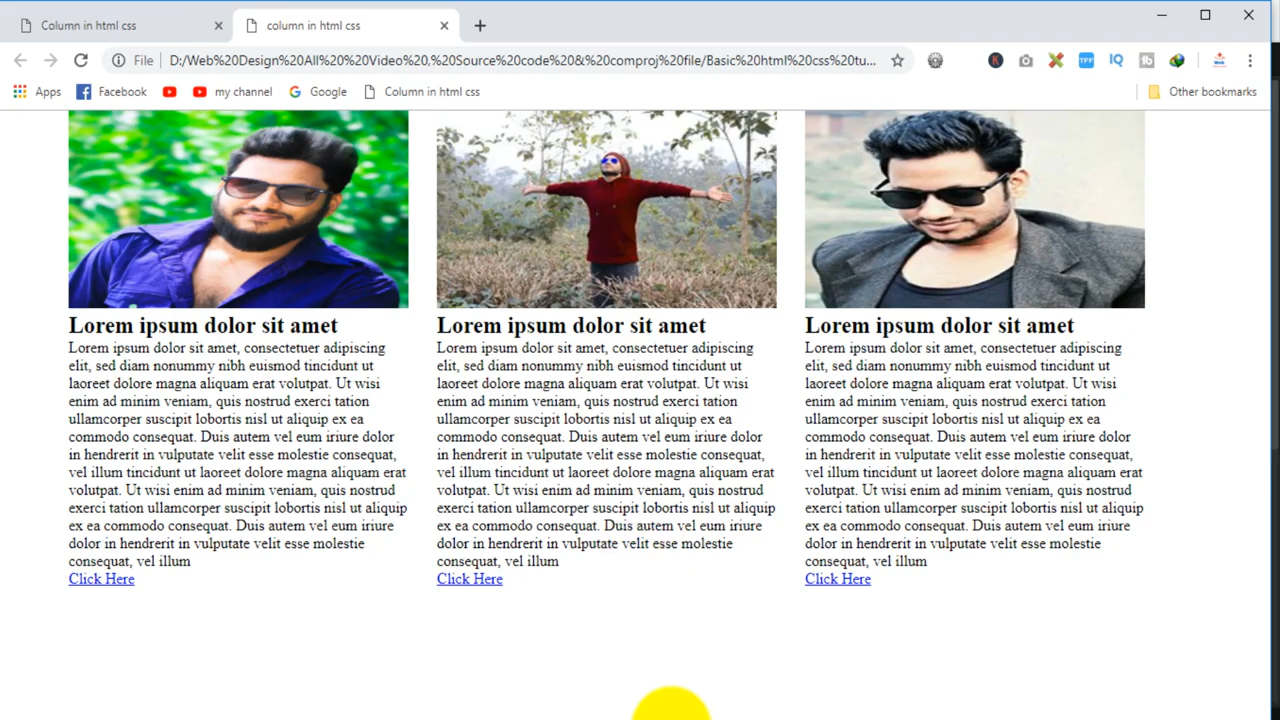 Column in html css
column in html css
File
D:/Web%20Design%20All%20%20Video%20,%20Source%20code%20&%20comproj%20file/Basic%20html%20css%20tu...
K
TFF
IQ
tb
Apps
Facebook
my channel
Google
Column in html css
Other bookmarks
Lorem ipsum dolor sit amet
Lorem ipsum dolor sit amet, consectetuer adipiscing
elit, sed diam nonummy nibh euismod tincidunt ut
laoreet dolore magna aliquam erat volutpat. Ut wisi
enim ad minim veniam, quis nostrud exerci tation
ullamcorper suscipit lobortis nisl ut aliquip ex ea
commodo consequat. Duis autem vel eum iriure dolor
in hendrerit in vulputate velit esse molestie consequat,
vel illum tincidunt ut laoreet dolore magna aliquam erat
volutpat. Ut wisi enim ad minim veniam, quis nostrud
exerci tation ullamcorper suscipit lobortis nisl ut aliquip
ex ea commodo consequat. Duis autem vel eum iriure
dolor in hendrerit in vulputate velit esse molestie
consequat, vel illum
Click Here
Lorem ipsum dolor sit amet
Lorem ipsum dolor sit amet, consectetuer adipiscing
elit, sed diam nonummy nibh euismod tincidunt ut
laoreet dolore magna aliquam erat volutpat. Ut wisi
enim ad minim veniam, quis nostrud exerci tation
ullamcorper suscipit lobortis nisl ut aliquip ex ea
commodo consequat. Duis autem vel eum iriure dolor
in hendrerit in vulputate velit esse molestie consequat,
vel illum tincidunt ut laoreet dolore magna aliquam erat
volutpat. Ut wisi enim ad minim veniam, quis nostrud
exerci tation ullamcorper suscipit lobortis nisl ut aliquip
ex ea commodo consequat. Duis autem vel eum iriure
dolor in hendrerit in vulputate velit esse molestie
consequat, vel illum
Click Here
Lorem ipsum dolor sit amet
Lorem ipsum dolor sit amet, consectetuer adipiscing
elit, sed diam nonummy nibh euismod tincidunt ut
laoreet dolore magna aliquam erat volutpat. Ut wisi
enim ad minim veniam, quis nostrud exerci tation
ullamcorper suscipit lobortis nisl ut aliquip ex ea
commodo consequat. Duis autem vel eum iriure dolor
in hendrerit in vulputate velit esse molestie consequat,
vel illum tincidunt ut laoreet dolore magna aliquam erat
volutpat. Ut wisi enim ad minim veniam, quis nostrud
exerci tation ullamcorper suscipit lobortis nisl ut aliquip
ex ea commodo consequat. Duis autem vel eum iriure
dolor in hendrerit in vulputate velit esse molestie
consequat, vel illum
Click Here